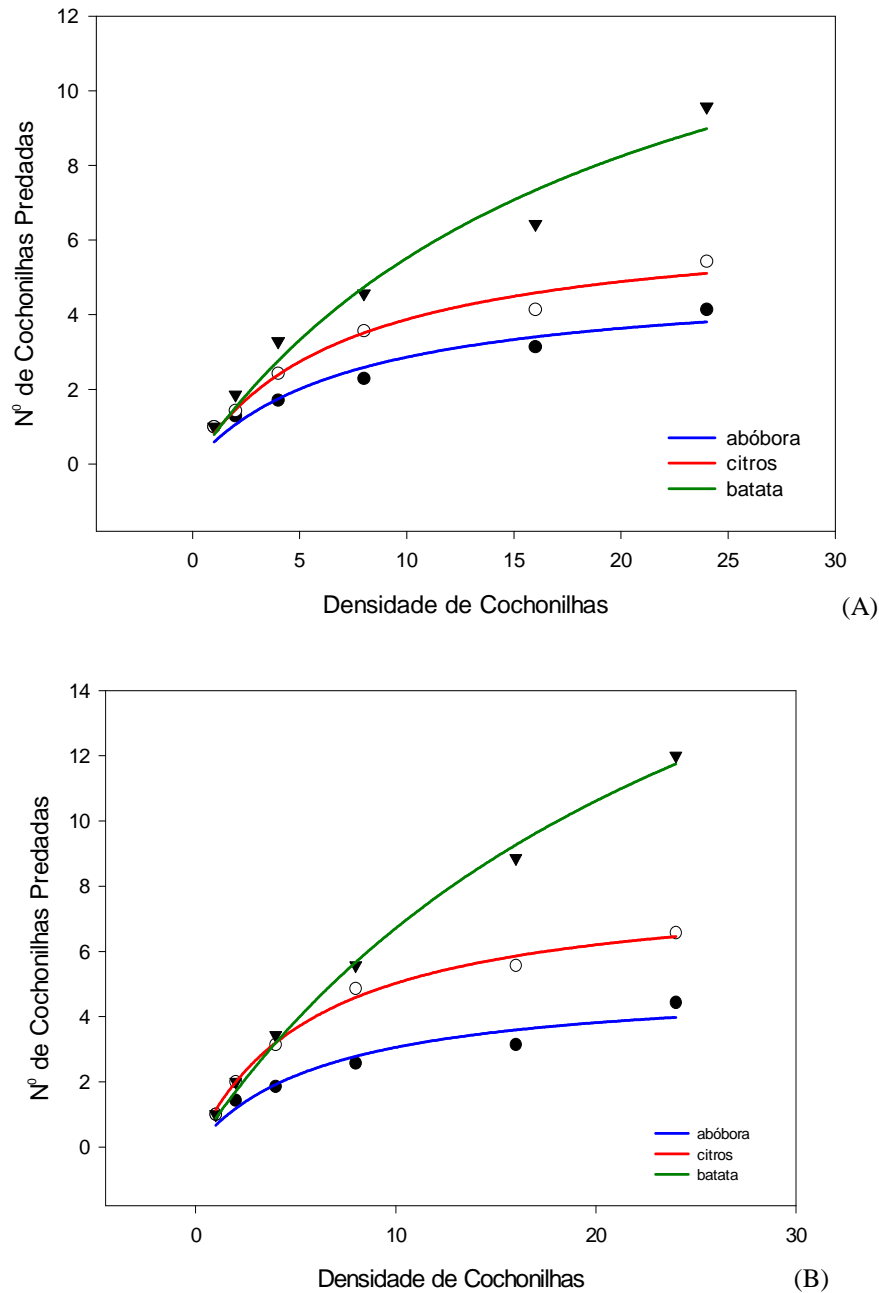 12
10
8
6
4
2
0
Nº de Cochonilhas Predadas
abóbora
citros
batata
0 5 10 15 20 25 30
Densidade de Cochonilhas
(A)
14
12
10
8
6
4
2
0
Nº de Cochonilhas Predadas
abóbora
citros
batata
0 10 20 30
Densidade de Cochonilhas
(B)